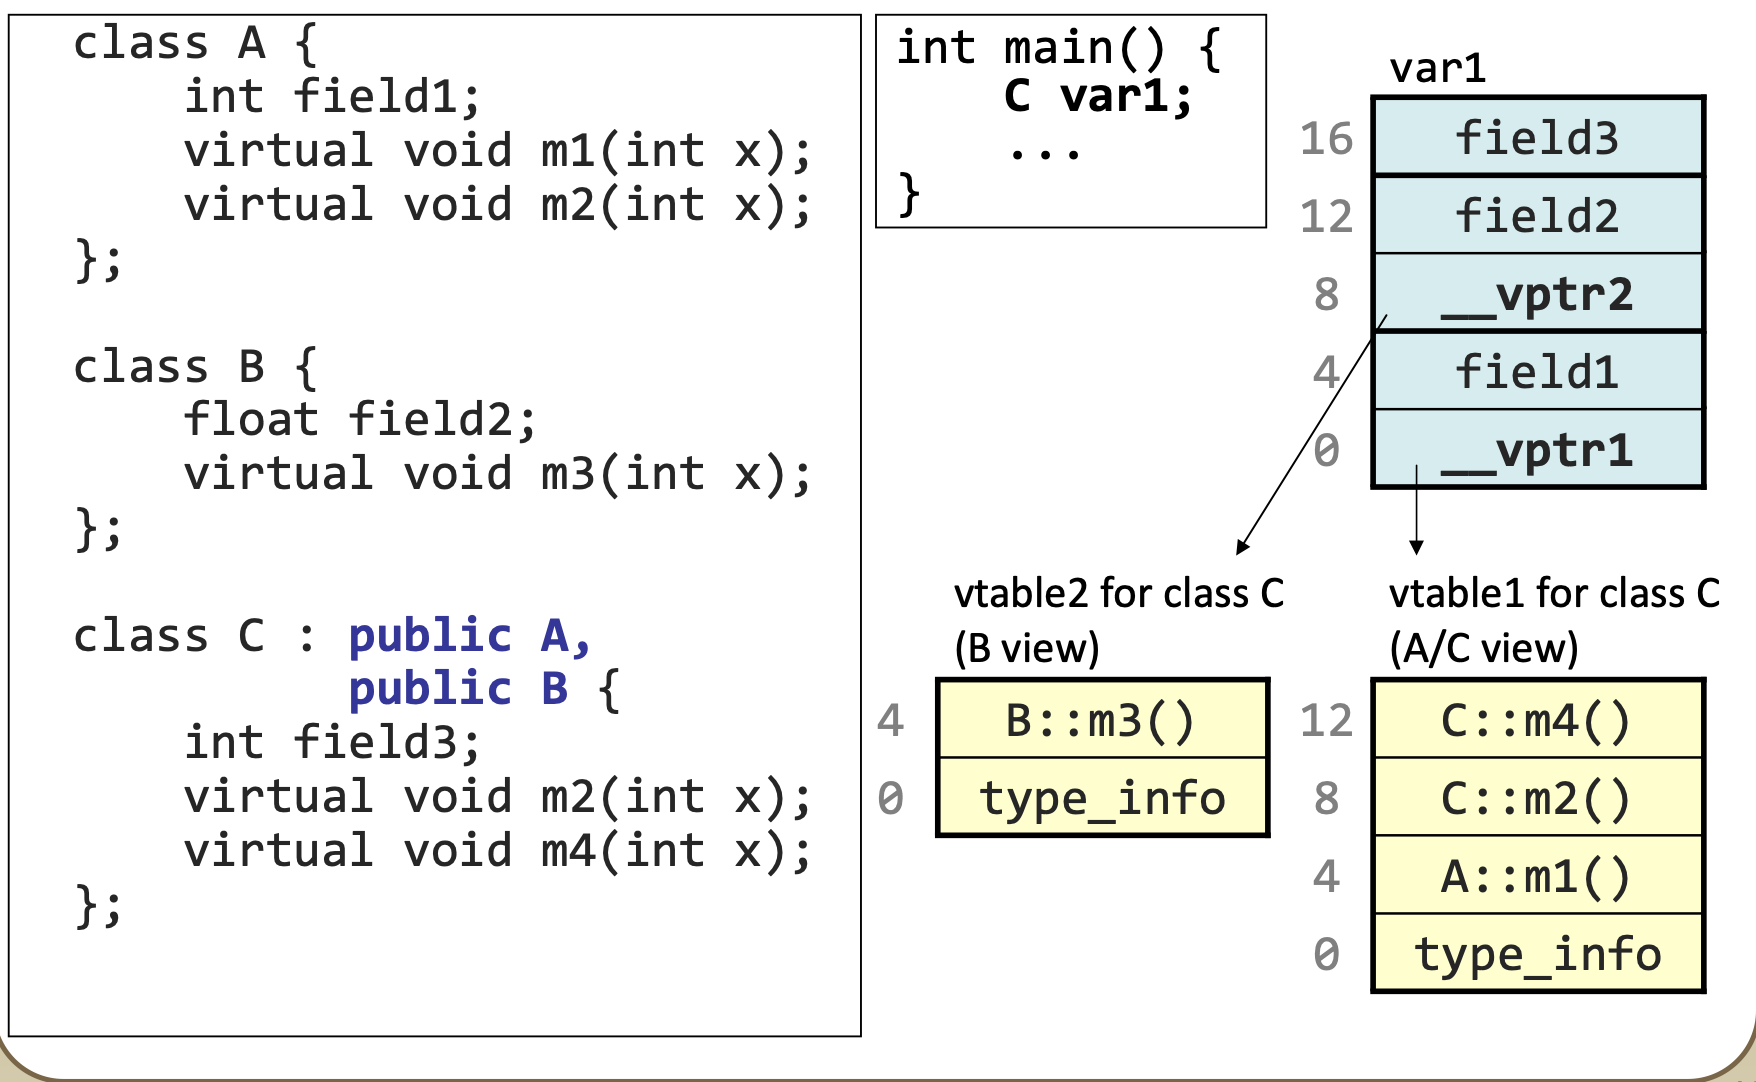 class A {
int field1;
virtual void m1(int x);
virtual void m2(int x);
};
class B {
float field2;
virtual void m3(int x);
};
class C : public A,
public B {
int field3;
virtual void m2(int x);
virtual void m4(int x);
};
int main() {
C var1;
...
}
var1
16 field3
12 field2
8 __vptr2
4 field1
0 __vptr1
vtable2 for class C
(B view)
4 B::m3()
0 type_info
vtable1 for class C
(A/C view)
12 C::m4()
8 C::m2()
4 A::m1()
0 type_info